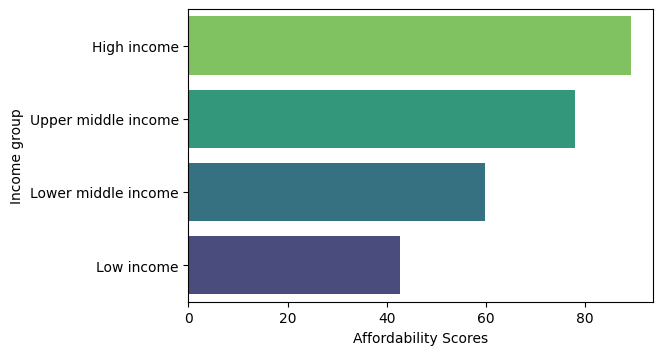 Income group
High income
Upper middle income
Lower middle income
Low income
0 20 40 60 80
Affordability Scores